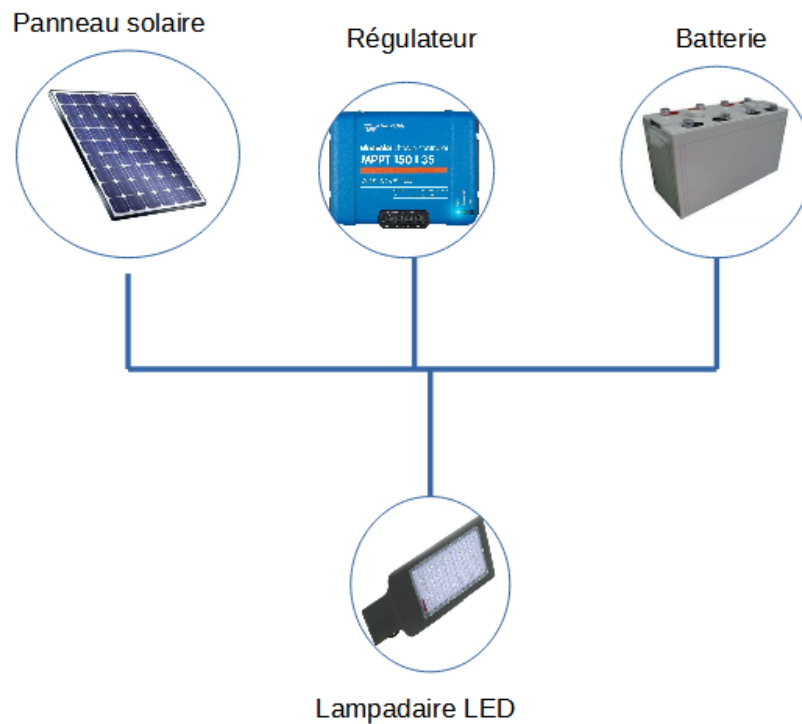 Panneau solaire
Régulateur
Batterie
MPPT 150 | 35
Lampadaire LED